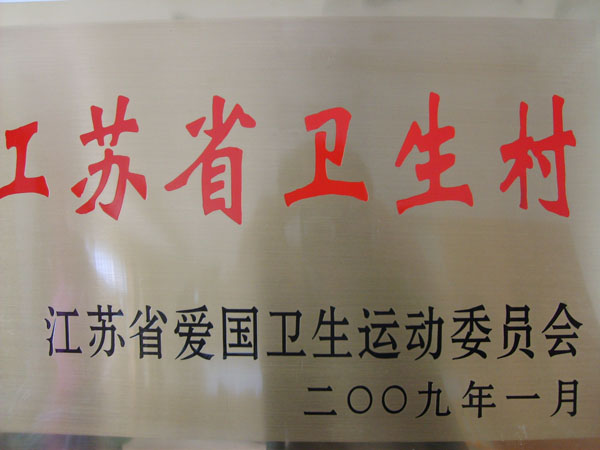 江苏省卫生村
江苏省爱国卫生运动委员会
二〇〇九年一月